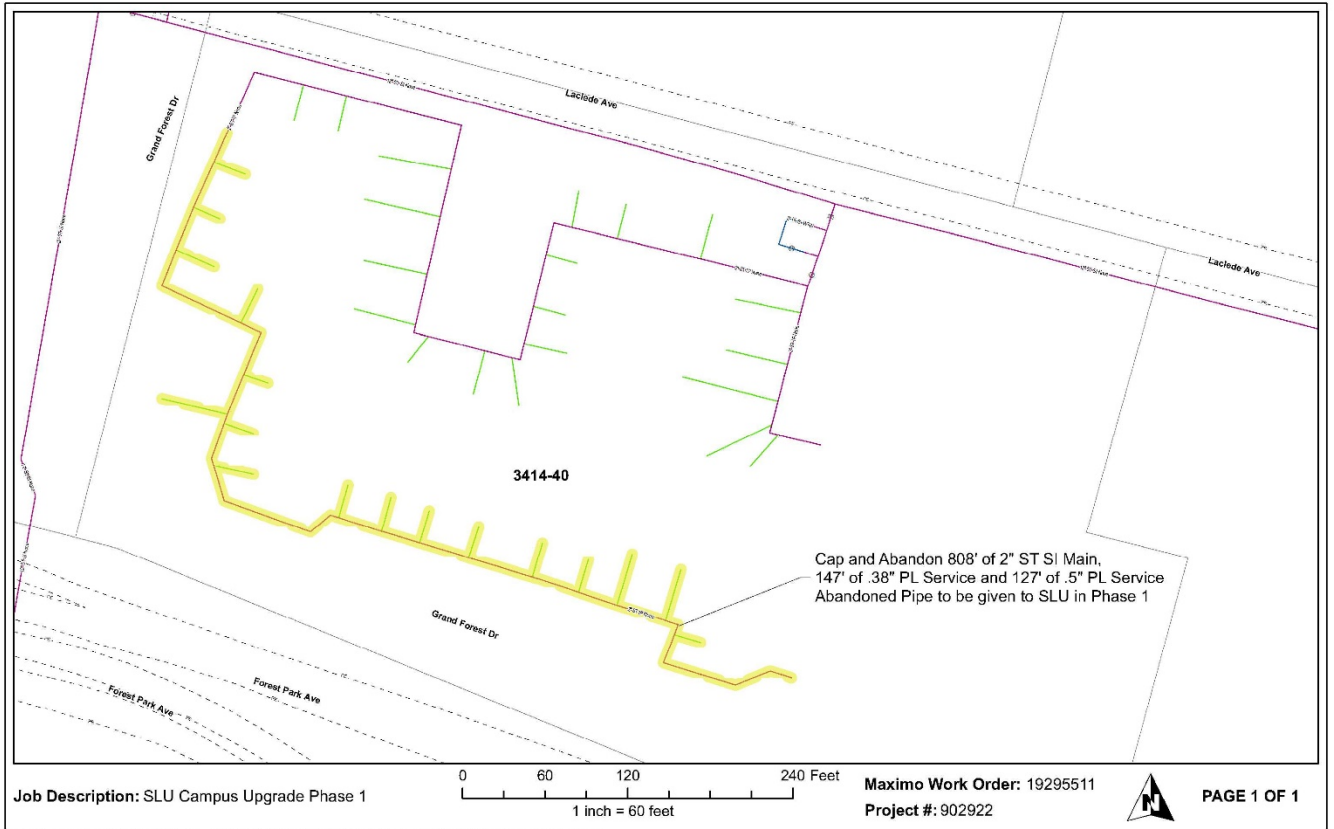 Laclede Ave
Grand Forest Dr
Laclede Ave
3414-40
Cap and Abandon 808' of 2" ST SI Main,
147' of .38" PL Service and 127' of .5" PL Service
Abandoned Pipe to be given to SLU in Phase 1
Grand Forest Dr
Forest Park Ave
Forest Park Ave
Job Description: SLU Campus Upgrade Phase 1
0 60 120 240 Feet
1 inch = 60 feet
Maximo Work Order: 19295511
Project #: 902922
N
PAGE 1 OF 1